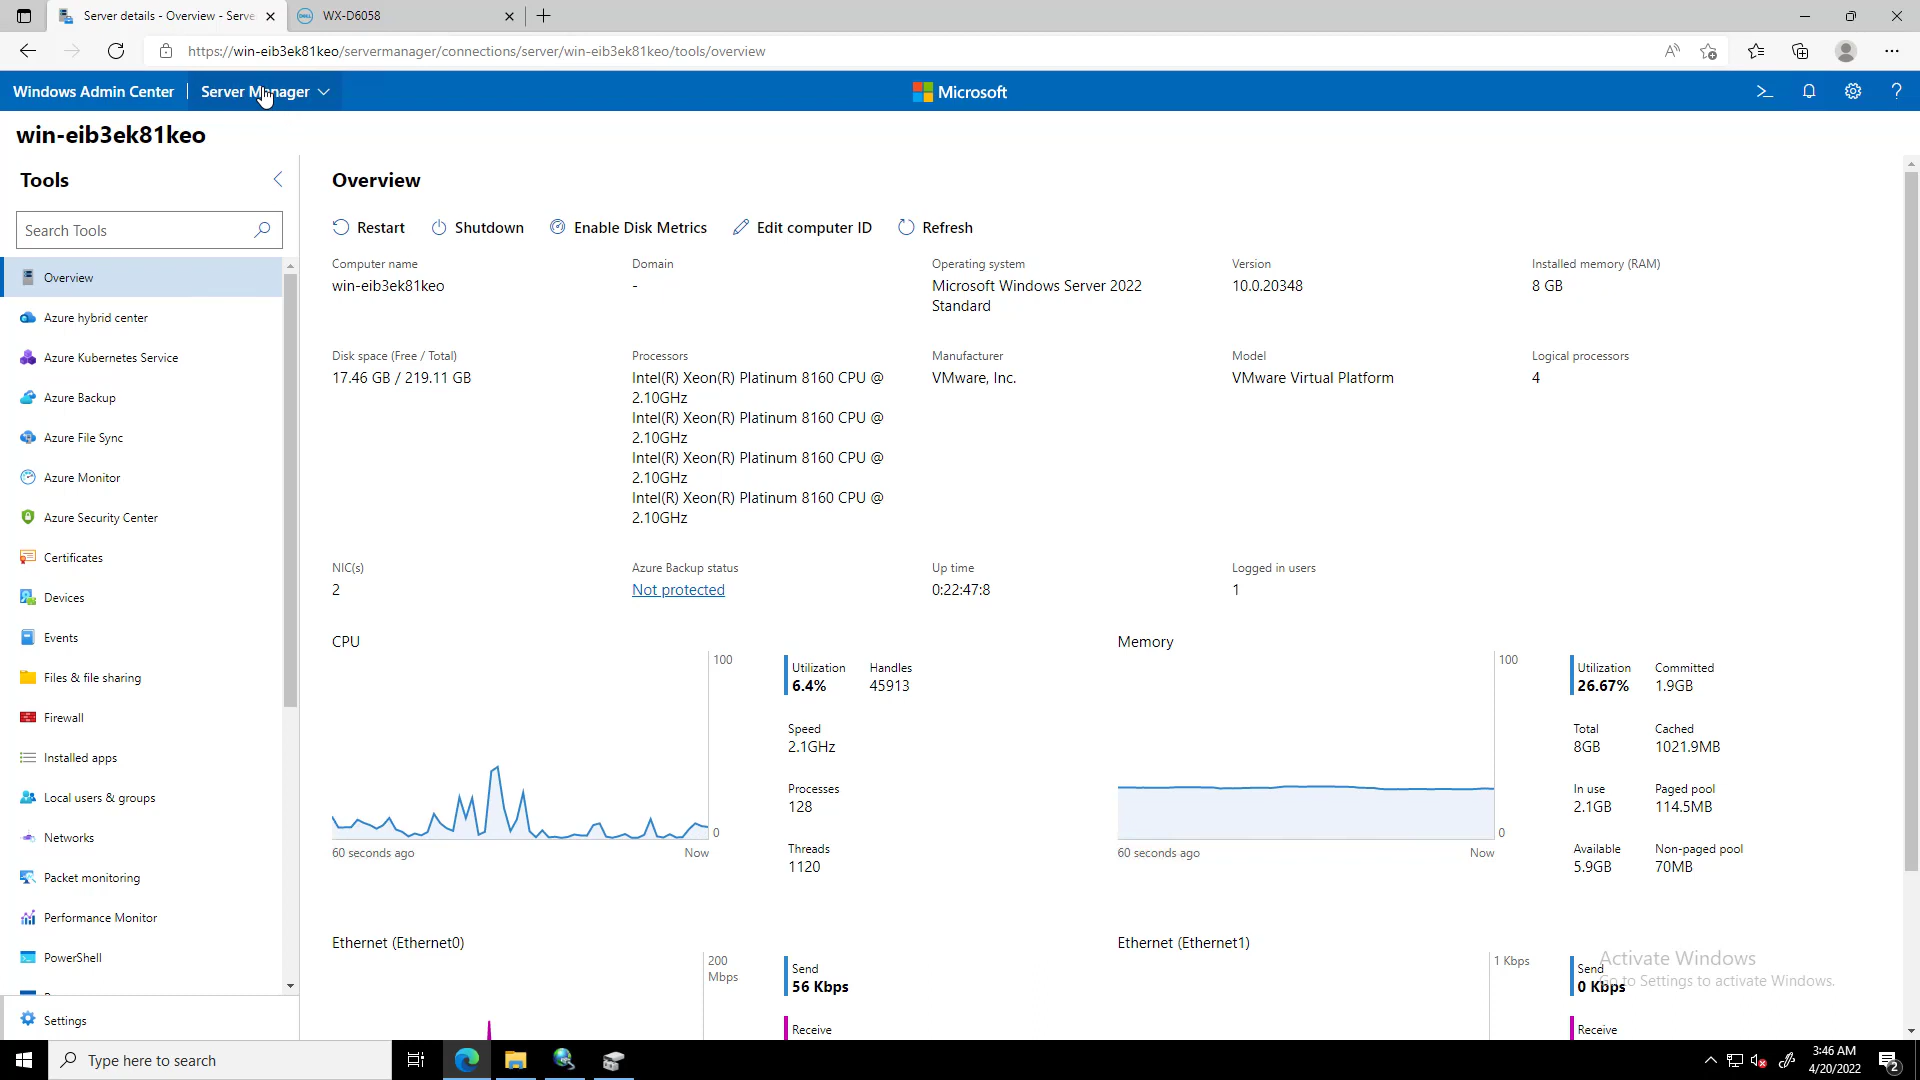 Server details - Overview - Serve
WX-D6058
https://win-eib3ek81keo/servermanager/connections/server/win-eib3ek81keo/tools/overview
Windows Admin Center
Server Manager
Microsoft
win-eib3ek81keo
Tools
Search Tools
Overview
Azure hybrid center
Azure Kubernetes Service
Azure Backup
Azure File Sync
Azure Monitor
Azure Security Center
Certificates
Devices
Events
Files & file sharing
Firewall
Installed apps
Local users & groups
Networks
Packet monitoring
Performance Monitor
PowerShell
Settings
Overview
Restart Shutdown Enable Disk Metrics Edit computer ID Refresh
Computer name
win-eib3ek81keo
Domain
-
Operating system
Microsoft Windows Server 2022
Standard
Version
10.0.20348
Installed memory (RAM)
8 GB
Disk space (Free / Total)
17.46 GB / 219.11 GB
Processors
Intel(R) Xeon(R) Platinum 8160 CPU @
2.10GHz
Intel(R) Xeon(R) Platinum 8160 CPU @
2.10GHz
Intel(R) Xeon(R) Platinum 8160 CPU @
2.10GHz
Intel(R) Xeon(R) Platinum 8160 CPU @
2.10GHz
Manufacturer
VMware, Inc.
Model
VMware Virtual Platform
Logical processors
4
NIC(s)
2
Azure Backup status
Not protected
Up time
0:22:47:8
Logged in users
1
CPU
100
0
60 seconds ago
Now
Utilization
6.4%
Handles
45913
Speed
2.1GHz
Processes
128
Threads
1120
Memory
100
0
60 seconds ago
Now
Utilization
26.67%
Committed
1.9GB
Total
8GB
Cached
1021.9MB
In use
2.1GB
Paged pool
114.5MB
Available
5.9GB
Non-paged pool
70MB
Ethernet (Ethernet0)
200
Mbps
Send
56 Kbps
Receive
Ethernet (Ethernet1)
1 Kbps
Send
0 Kbps
Receive
Activate Windows
Go to Settings to activate Windows.
Type here to search
3:46 AM
4/20/2022
2